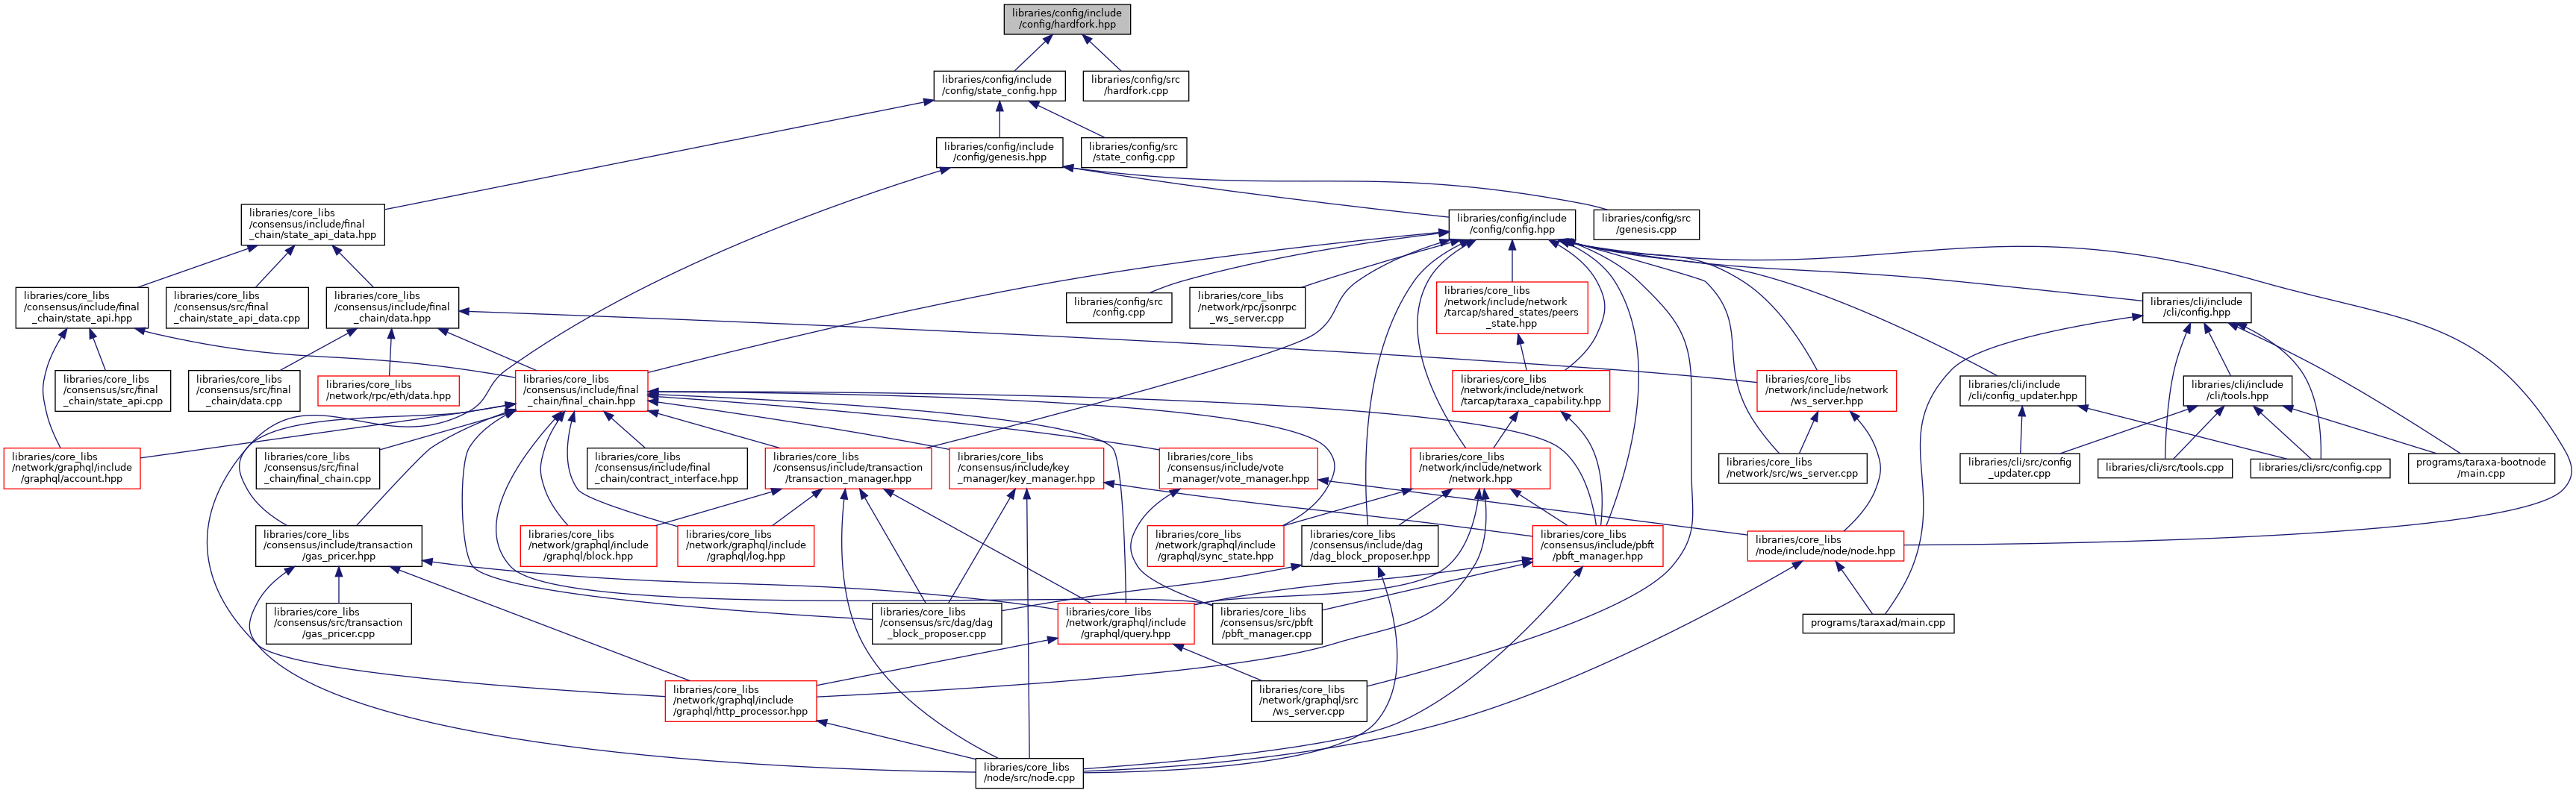 libraries/config/include
/config/hardfork.hpp
libraries/config/include
/config/state_config.hpp
libraries/config/src
/hardfork.cpp
libraries/config/include
/config/genesis.hpp
libraries/config/src
/state_config.cpp
libraries/core_libs
/consensus/include/final
_chain/state_api_data.hpp
libraries/config/include
/config/config.hpp
libraries/config/src
/genesis.cpp
libraries/core_libs
/consensus/include/final
_chain/state_api.hpp
libraries/core_libs
/consensus/src/final
_chain/state_api_data.cpp
libraries/core_libs
/consensus/include/final
_chain/data.hpp
libraries/config/src
/config.cpp
libraries/core_libs
/network/rpc/jsonrpc
_ws_server.cpp
libraries/core_libs
/network/include/network
/tarcap/shared_states/peers
_state.hpp
libraries/cli/include
/cli/config.hpp
libraries/core_libs
/consensus/src/final
_chain/state_api.cpp
libraries/core_libs
/consensus/src/final
_chain/data.cpp
libraries/core_libs
/network/rpc/eth/data.hpp
libraries/core_libs
/consensus/include/final
_chain/final_chain.hpp
libraries/core_libs
/network/include/network
/tarcap/taraxa_capability.hpp
libraries/core_libs
/network/include/network
/ws_server.hpp
libraries/cli/include
/cli/config_updater.hpp
libraries/cli/include
/cli/tools.hpp
libraries/core_libs
/network/graphql/include
/graphql/account.hpp
libraries/core_libs
/consensus/src/final
_chain/final_chain.cpp
libraries/core_libs
/consensus/include/final
_chain/contract_interface.hpp
libraries/core_libs
/consensus/include/transaction
/transaction_manager.hpp
libraries/core_libs
/consensus/include/key
_manager/key_manager.hpp
libraries/core_libs
/consensus/include/vote
_manager/vote_manager.hpp
libraries/core_libs
/network/include/network
/network.hpp
libraries/core_libs
/network/src/ws_server.cpp
libraries/cli/src/config
_updater.cpp
libraries/cli/src/tools.cpp
libraries/cli/src/config.cpp
programs/taraxa-bootnode
/main.cpp
libraries/core_libs
/consensus/include/transaction
/gas_pricer.hpp
libraries/core_libs
/network/graphql/include
/graphql/block.hpp
libraries/core_libs
/network/graphql/include
/graphql/log.hpp
libraries/core_libs
/network/graphql/include
/graphql/sync_state.hpp
libraries/core_libs
/consensus/include/dag
/dag_block_proposer.hpp
libraries/core_libs
/consensus/include/pbft
/pbft_manager.hpp
libraries/core_libs
/node/include/node/node.hpp
libraries/core_libs
/consensus/src/transaction
/gas_pricer.cpp
libraries/core_libs
/consensus/src/dag/dag
_block_proposer.cpp
libraries/core_libs
/network/graphql/include
/graphql/query.hpp
libraries/core_libs
/consensus/src/pbft
/pbft_manager.cpp
programs/taraxad/main.cpp
libraries/core_libs
/network/graphql/include
/graphql/http_processor.hpp
libraries/core_libs
/network/graphql/src
/ws_server.cpp
libraries/core_libs
/node/src/node.cpp